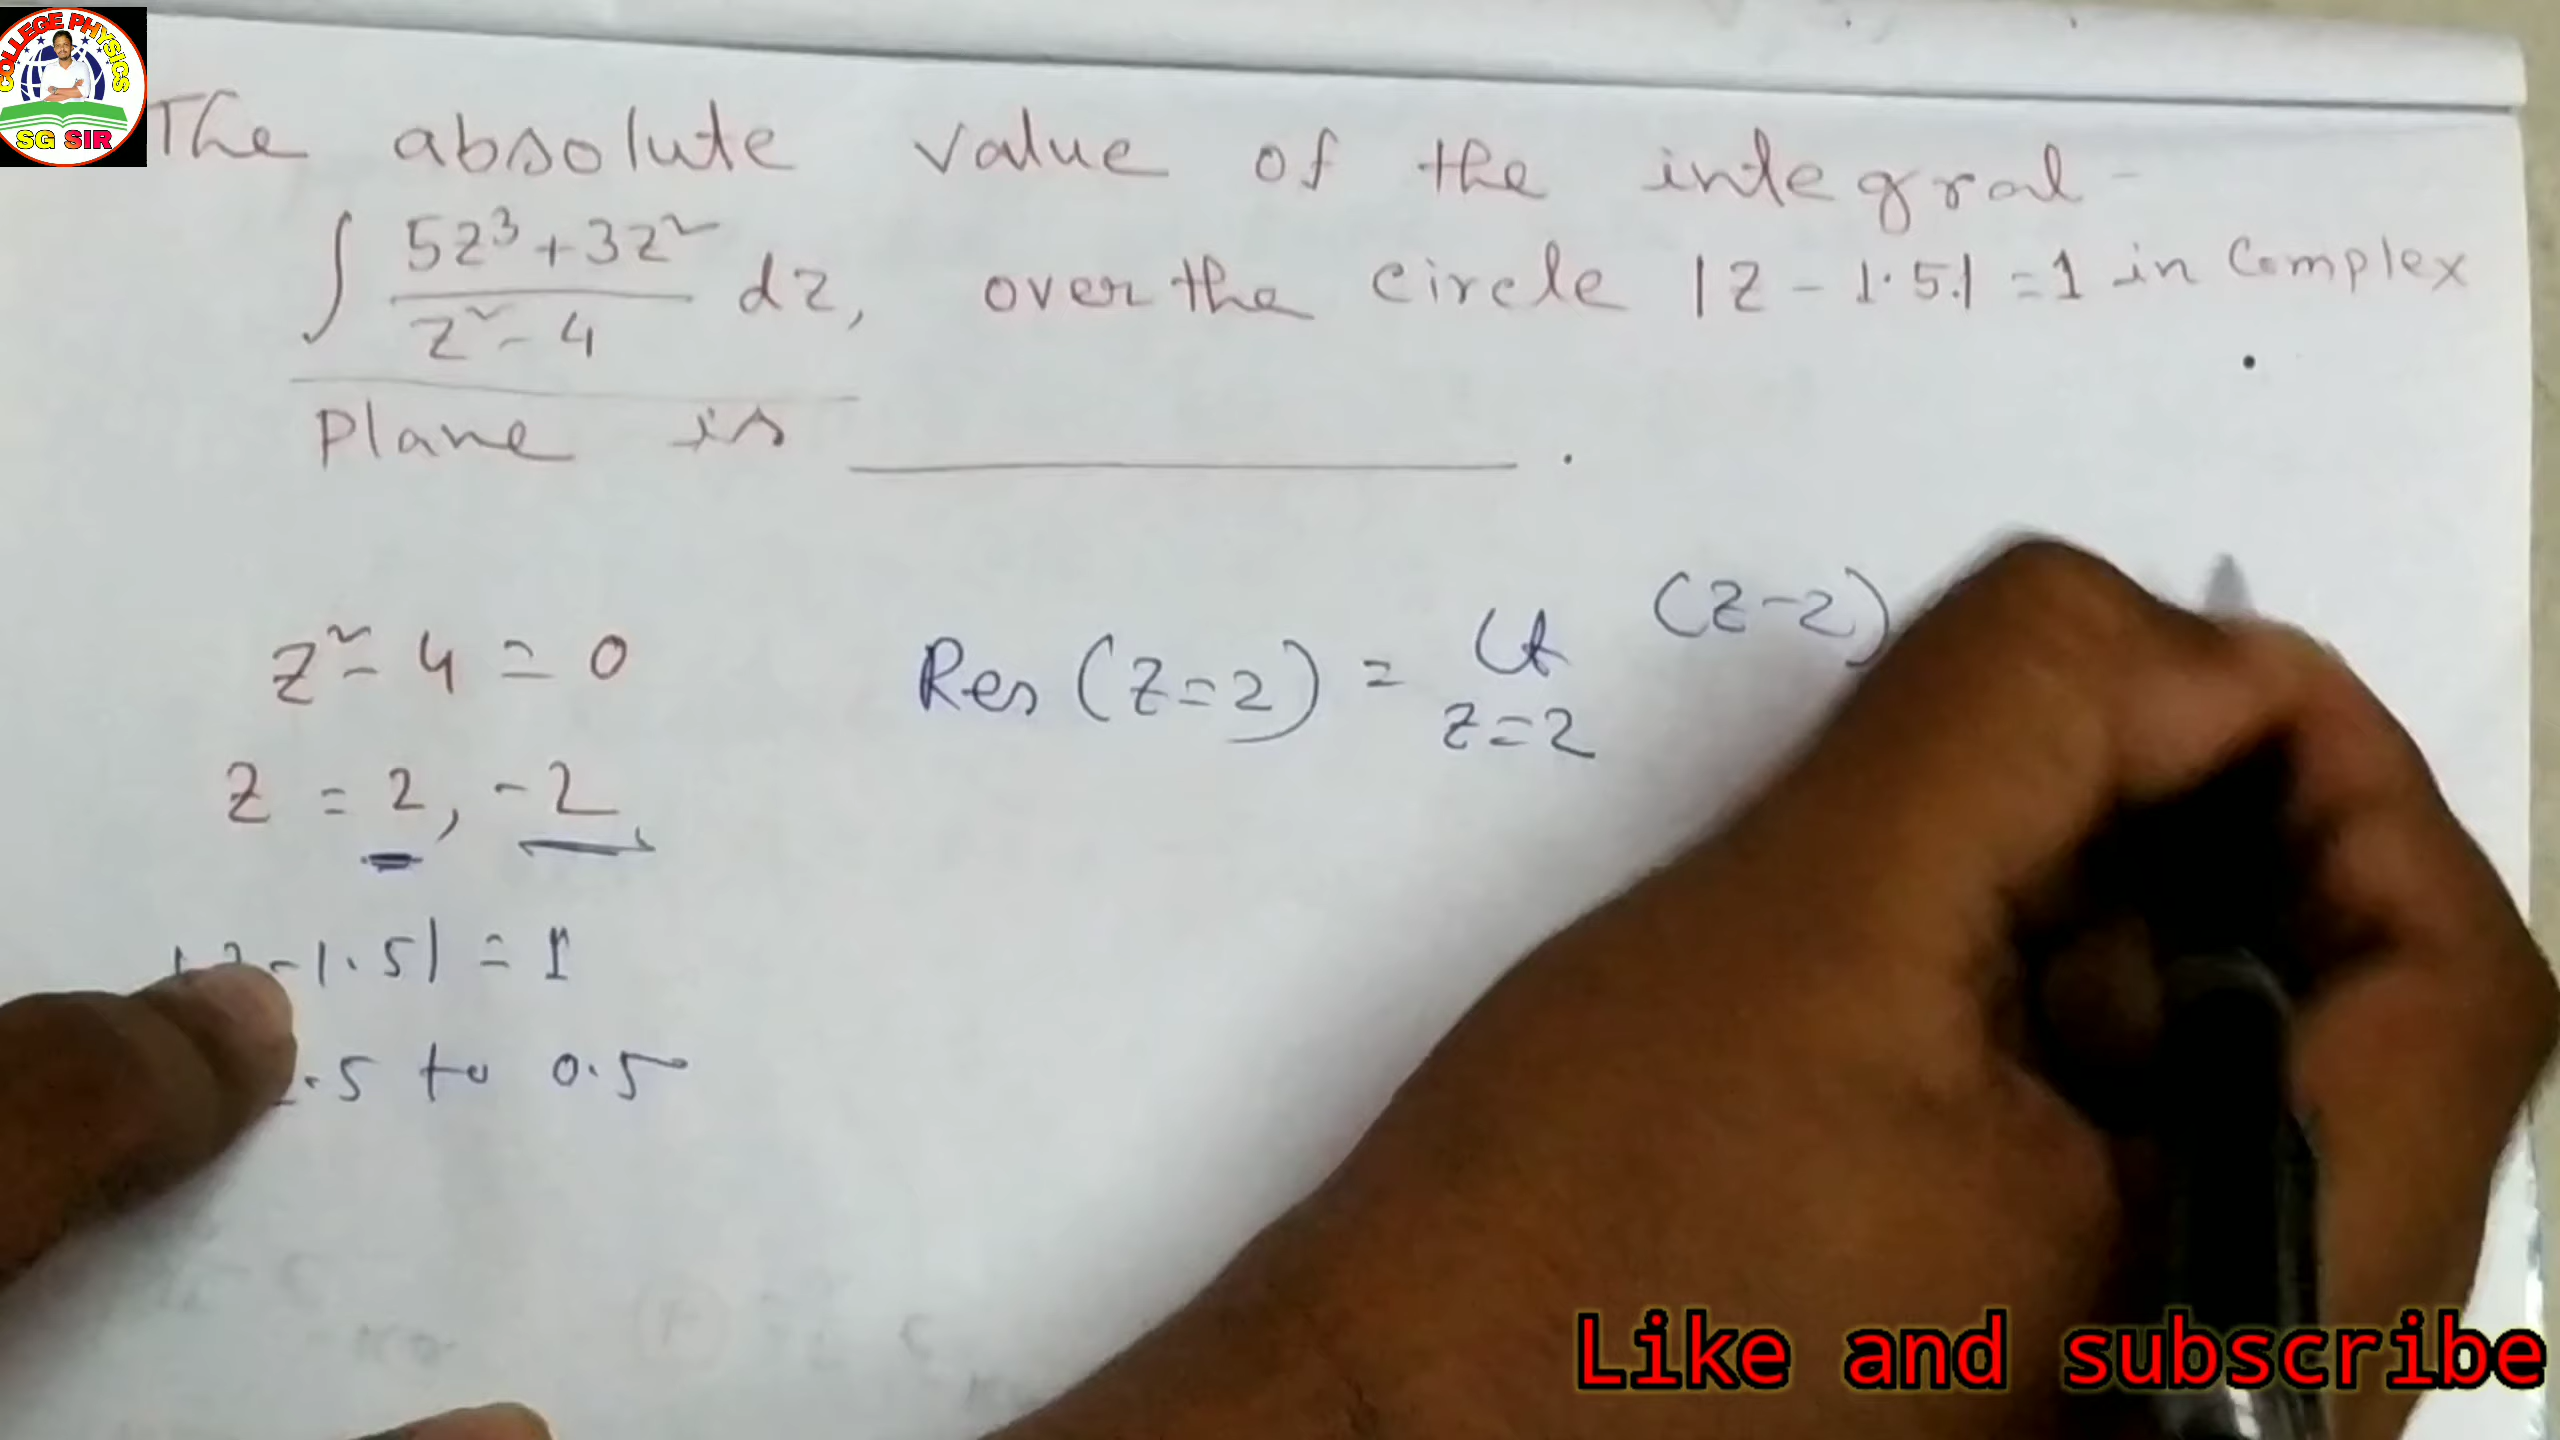 COLLEGE PHYSICS
SG SIR
The absolute value of the integral
∫ 5z³+3z² / z²-4 dz, over the circle |z-1.5|=1 in complex
plane is ________ .
z²-4=0
z = 2, -2
-1.5| = 1
.5 to 0.5
Res (z=2) = Lt z=2 (z-2)
Like and subscribe